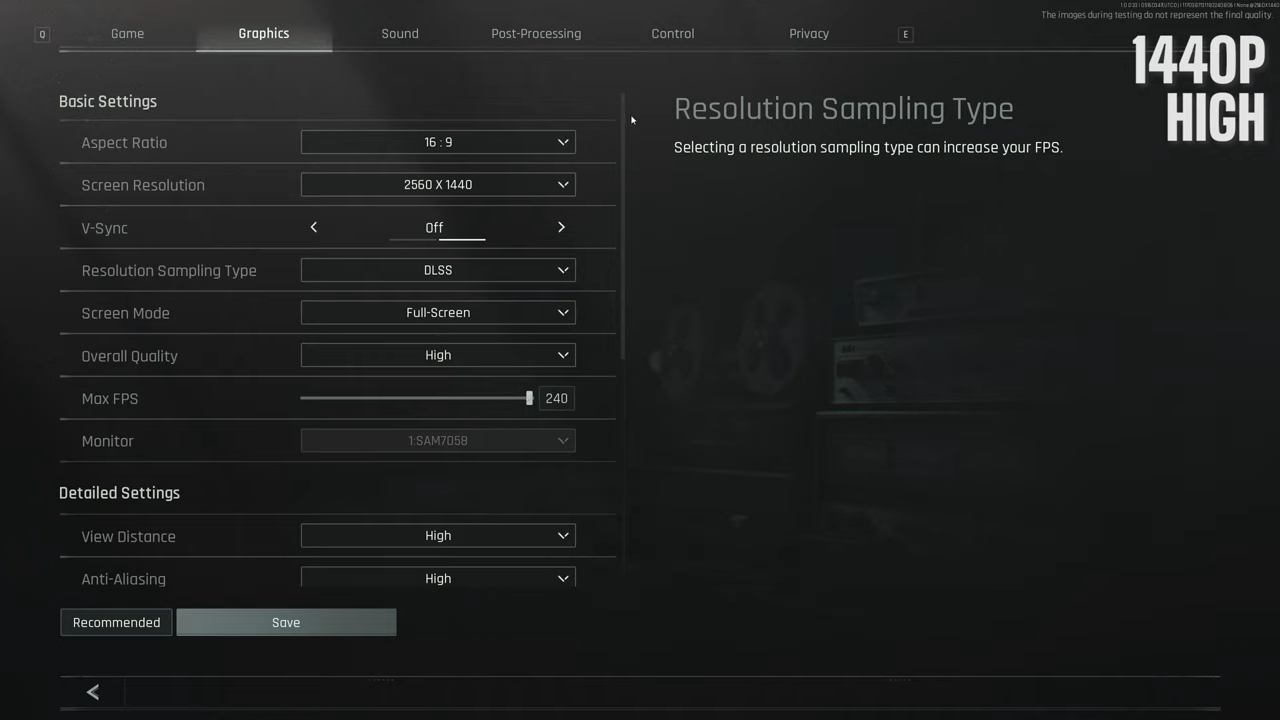 The images during testing do not represent the final quality.
Q
Game
Graphics
Sound
Post-Processing
Control
Privacy
E
1440P
HIGH
Basic Settings
Aspect Ratio
16 : 9
Screen Resolution
2560 X 1440
V-Sync
Off
Resolution Sampling Type
DLSS
Screen Mode
Full-Screen
Overall Quality
High
Max FPS
240
Monitor
1:SAM7058
Detailed Settings
View Distance
High
Anti-Aliasing
High
Recommended
Save
Resolution Sampling Type
Selecting a resolution sampling type can increase your FPS.